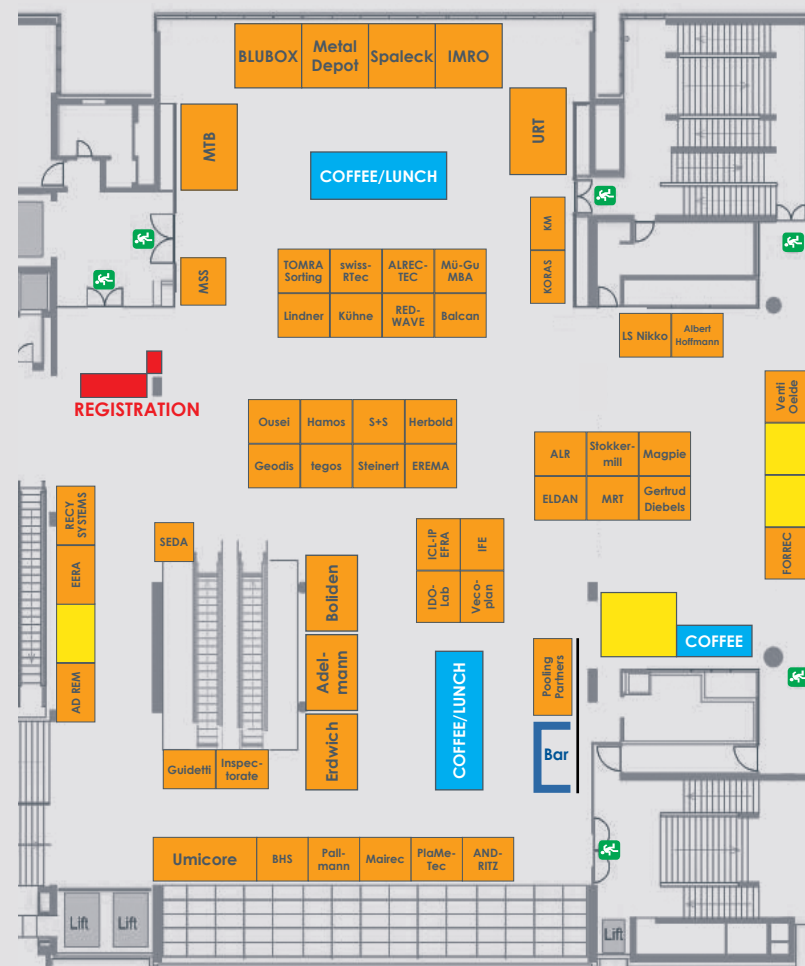 BLUBOX
Metal
Depot
Spaleck
IMRO
MTB
URT
COFFEE/LUNCH
KM
KORAS
MSS
TOMRA
Sorting
swiss-
RTec
ALREC-
TEC
Mü-Gu
MBA
Lindner
Kühne
RED-
WAVE
Balcan
LS Nikko
Albert
Hoffmann
REGISTRATION
Venti
Oelde
Ousei
Hamos
S+S
Herbold
Geodis
tegos
Steinert
EREMA
ALR
Stokker-
mill
Magpie
ELDAN
MRT
Gertrud
Diebels
RECY
SYSTEMS
EERA
AD REM
SEDA
ICL-IP
EFRA
IFE
IDO-
Lab
Veco-
plan
FORREC
Boliden
Adel-
mann
Erdwich
COFFEE
COFFEE/LUNCH
Pooling
Partners
Bar
Guidetti
Inspec-
torate
Umicore
BHS
Pall-
mann
Mairec
PlaMe-
Tec
AND-
RITZ
Lift
Lift
Lift